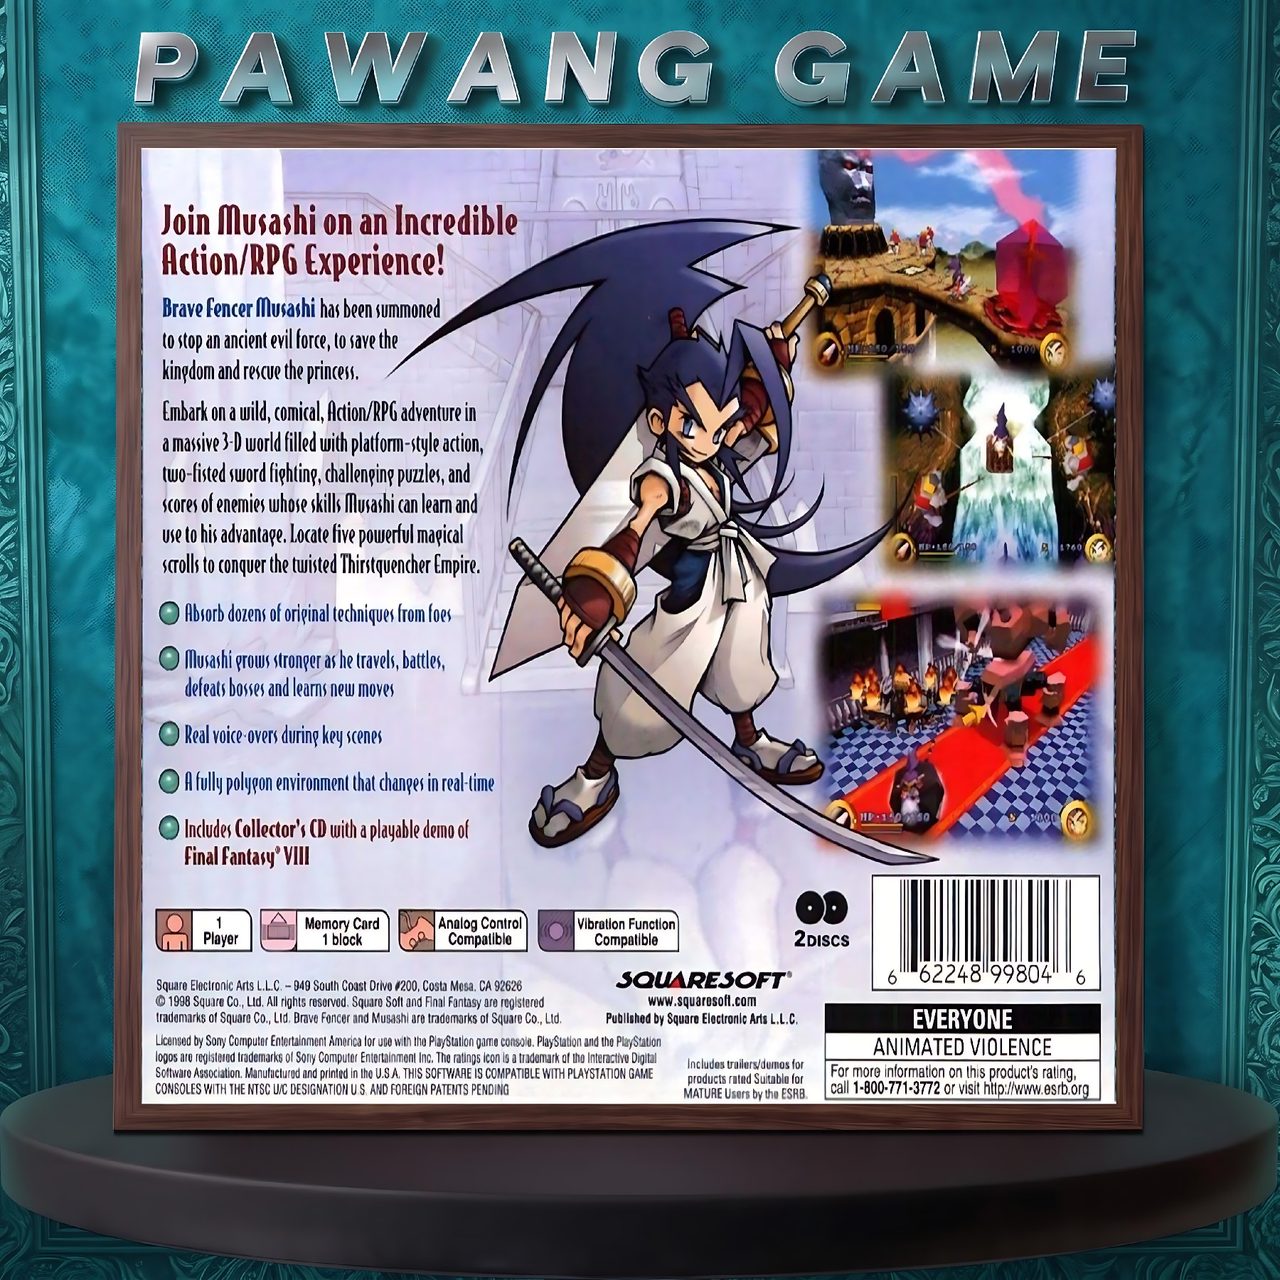 PAWANG GAME
Join Musashi on an Incredible
Action/RPG Experience!
Brave Fencer Musashi has been summoned
to stop an ancient evil force, to save the
kingdom and rescue the princess.
Embark on a wild, comical, Action/RPG adventure in
a massive 3-D world filled with platform-style action,
two-fisted sword fighting, challenging puzzles, and
scores of enemies whose skills Musashi can learn and
use to his advantage. Locate five powerful magical
scrolls to conquer the twisted Thirstquencher Empire.
Absorb dozens of original techniques from foes
Musashi grows stronger as he travels, battles,
defeats bosses and learns new moves
Real voice-overs during key scenes
A fully polygon environment that changes in real-time
Includes Collector's CD with a playable demo of
Final Fantasy® VIII
1
Player
Memory Card
1 block
Analog Control
Compatible
Vibration Function
Compatible
2DISCS
6 62248 99804 6
Square Electronic Arts L.L.C. – 949 South Coast Drive #200, Costa Mesa, CA 92626
© 1998 Square Co., Ltd. All rights reserved. Square Soft and Final Fantasy are registered
trademarks of Square Co., Ltd. Brave Fencer and Musashi are trademarks of Square Co., Ltd.
SQUARESOFT®
www.squaresoft.com
Published by Square Electronic Arts L.L.C.
Licensed by Sony Computer Entertainment America for use with the PlayStation game console. PlayStation and the PlayStation
logos are registered trademarks of Sony Computer Entertainment Inc. The ratings icon is a trademark of the Interactive Digital
Software Association. Manufactured and printed in the U.S.A. THIS SOFTWARE IS COMPATIBLE WITH PLAYSTATION GAME
CONSOLES WITH THE NTSC U/C DESIGNATION U.S. AND FOREIGN PATENTS PENDING
Includes trailers/demos for
products rated Suitable for
MATURE Users by the ESRB.
EVERYONE
ANIMATED VIOLENCE
For more information on this product's rating,
call 1-800-771-3772 or visit http://www.esrb.org